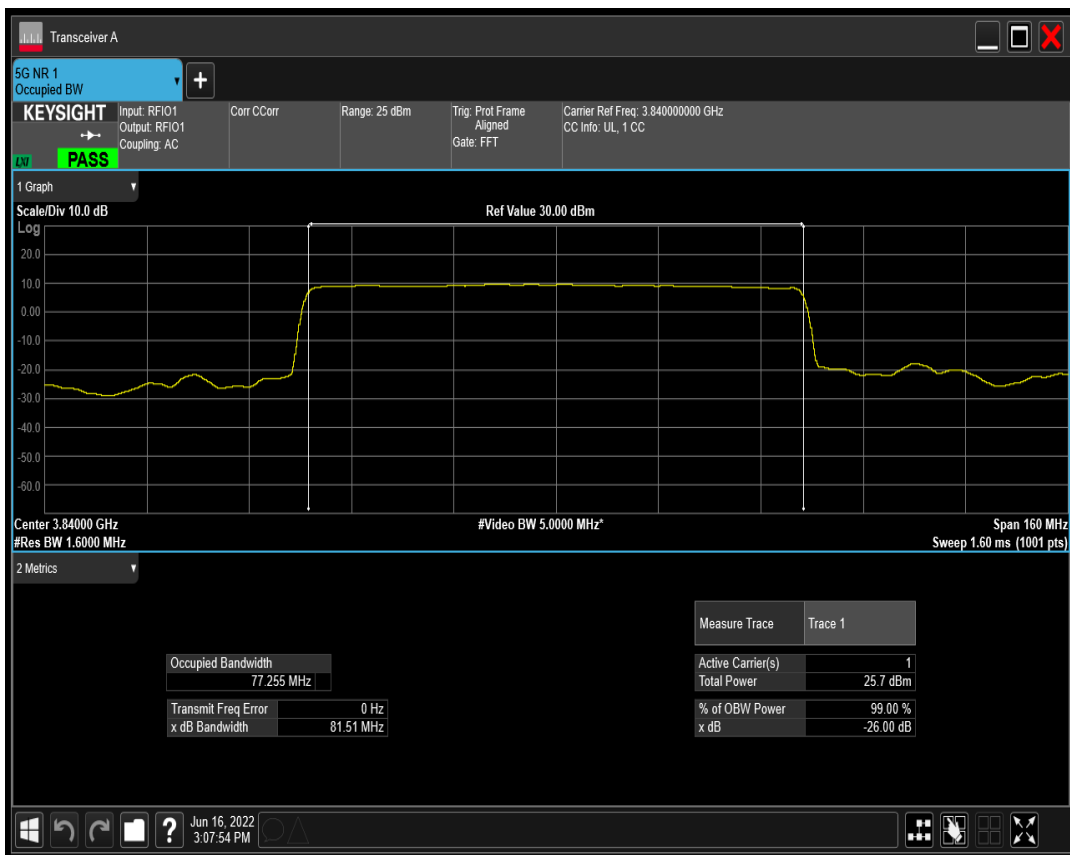 Transceiver A
5G NR 1
Occupied BW
+
KEYSIGHT
LXI
PASS
Input: RFIO1
Output: RFIO1
Coupling: AC
Corr CCorr
Range: 25 dBm
Trig: Prot Frame
Aligned
Gate: FFT
Carrier Ref Freq: 3.840000000 GHz
CC Info: UL, 1 CC
1 Graph
Scale/Div 10.0 dB
Ref Value 30.00 dBm
Log
20.0
10.0
0.00
-10.0
-20.0
-30.0
-40.0
-50.0
-60.0
Center 3.84000 GHz
#Video BW 5.0000 MHz*
Span 160 MHz
#Res BW 1.6000 MHz
Sweep 1.60 ms (1001 pts)
2 Metrics
Measure Trace Trace 1
Occupied Bandwidth
77.255 MHz
Active Carrier(s) 1
Total Power 25.7 dBm
Transmit Freq Error 0 Hz
x dB Bandwidth 81.51 MHz
% of OBW Power 99.00 %
x dB -26.00 dB
?
Jun 16, 2022
3:07:54 PM